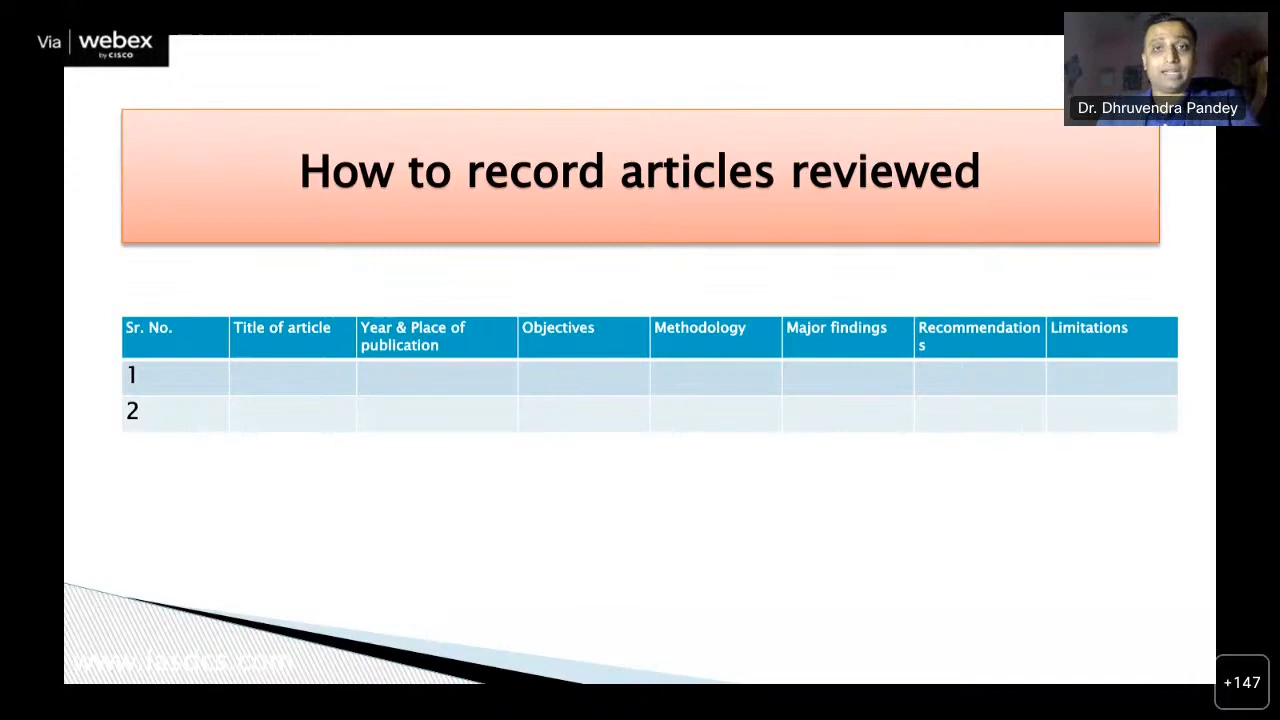 Via webex
by CISCO
Dr. Dhruvendra Pandey
How to record articles reviewed
Sr. No. Title of article Year & Place of publication Objectives Methodology Major findings Recommendations Limitations
1
2
+147